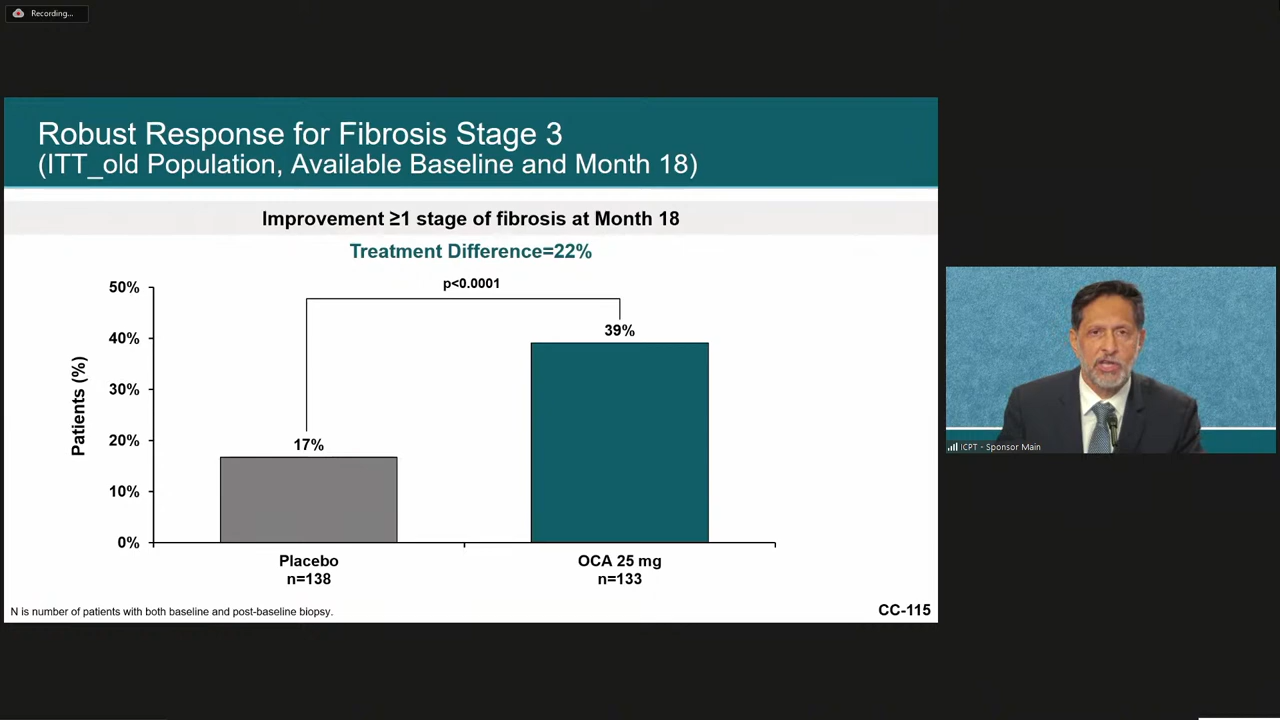 Recording...
Robust Response for Fibrosis Stage 3
(ITT_old Population, Available Baseline and Month 18)
Improvement ≥1 stage of fibrosis at Month 18
Treatment Difference=22%
p<0.0001
50%
40%
30%
20%
10%
0%
Patients (%)
17%
39%
Placebo
n=138
OCA 25 mg
n=133
N is number of patients with both baseline and post-baseline biopsy.
CC-115
ICPT - Sponsor Main